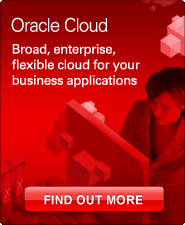 Oracle Cloud
Broad, enterprise,
flexible cloud for your
business applications
FIND OUT MORE